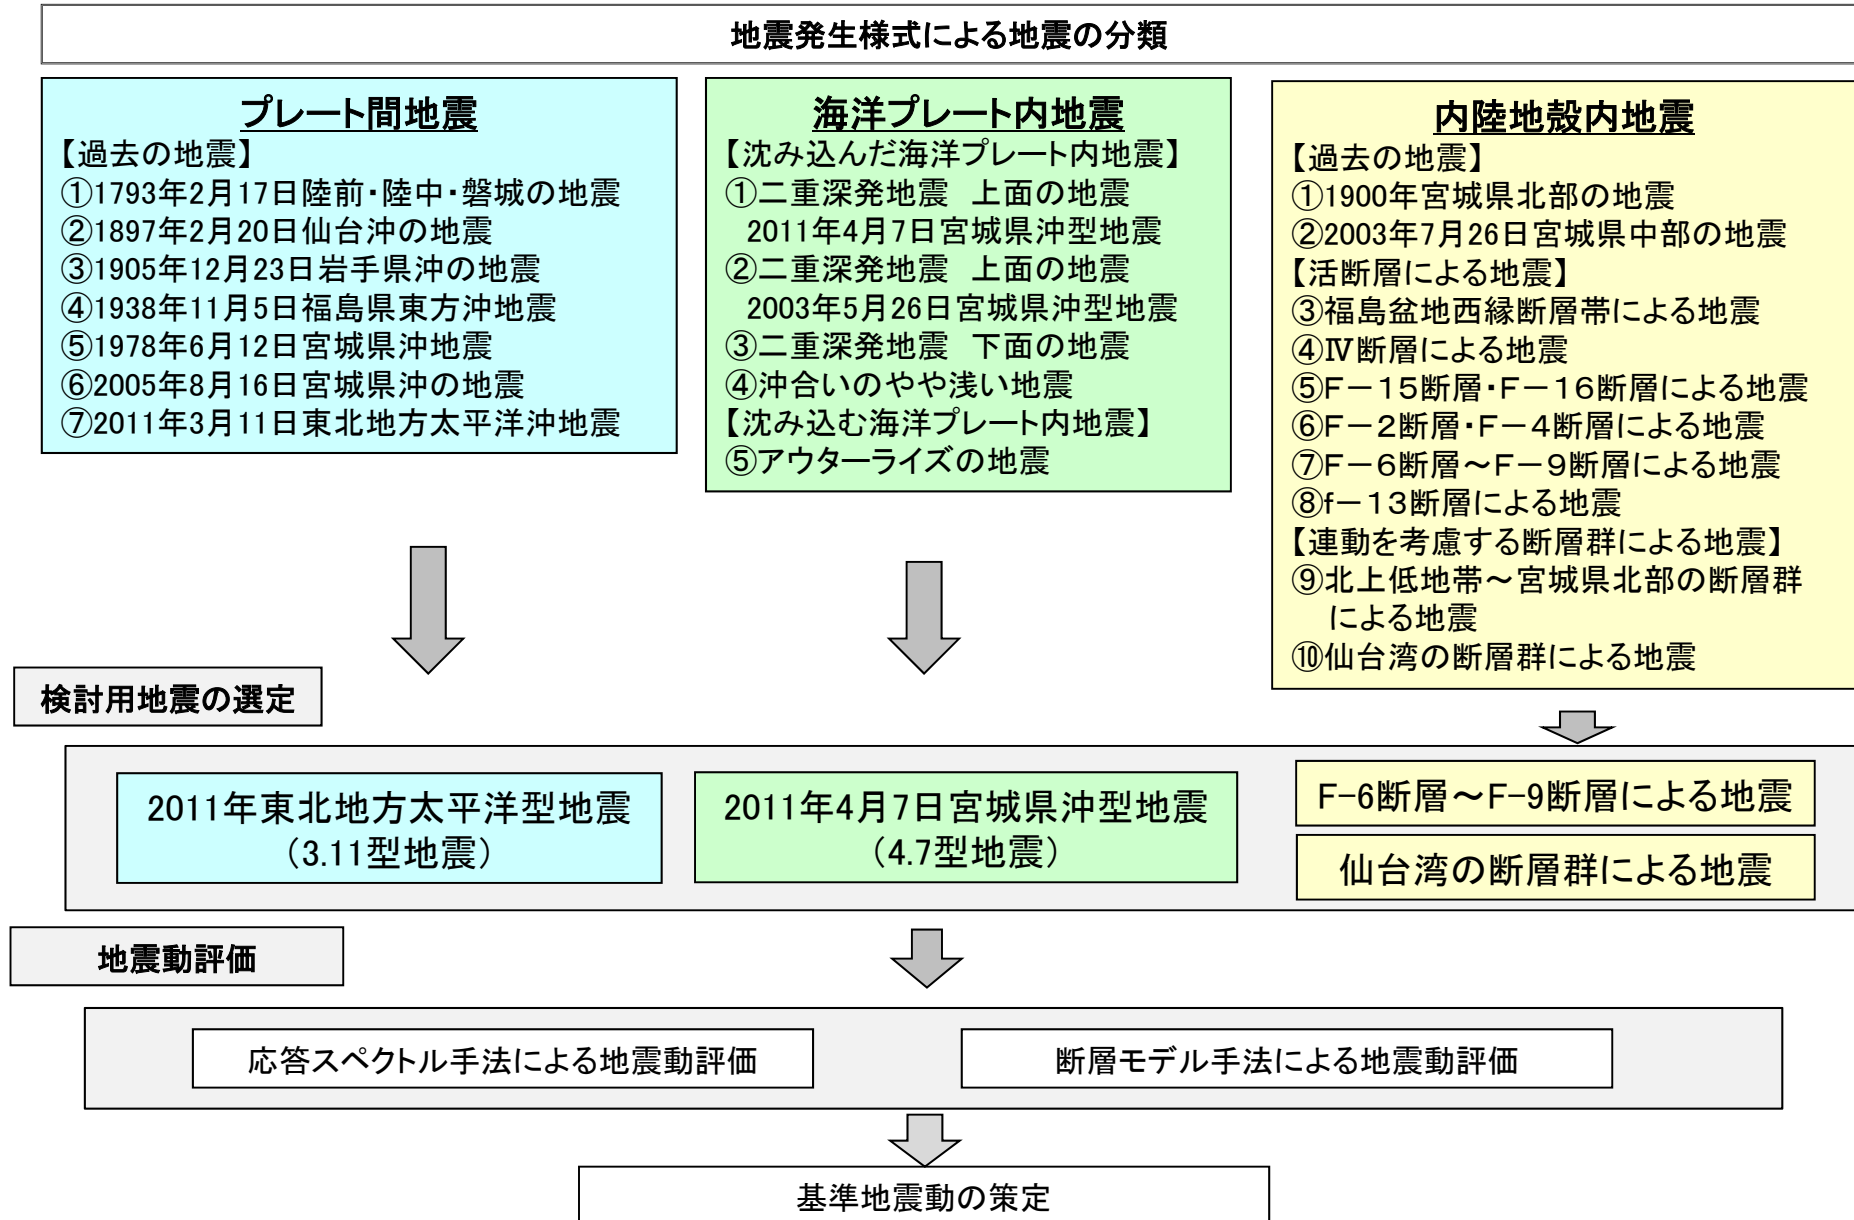 地震発生様式による地震の分類
プレート間地震
【過去の地震】
①1793年2月17日陸前・陸中・磐城の地震
②1897年2月20日仙台沖の地震
③1905年12月23日岩手県沖の地震
④1938年11月5日福島県東方沖地震
⑤1978年6月12日宮城県沖地震
⑥2005年8月16日宮城県沖の地震
⑦2011年3月11日東北地方太平洋沖地震
海洋プレート内地震
【沈み込んだ海洋プレート内地震】
①二重深発地震　上面の地震
2011年4月7日宮城県沖型地震
②二重深発地震　上面の地震
2003年5月26日宮城県沖型地震
③二重深発地震　下面の地震
④沖合いのやや浅い地震
【沈み込む海洋プレート内地震】
⑤アウターライズの地震
内陸地殻内地震
【過去の地震】
①1900年宮城県北部の地震
②2003年7月26日宮城県中部の地震
【活断層による地震】
③福島盆地西縁断層帯による地震
④Ⅳ断層による地震
⑤F－15断層・F－16断層による地震
⑥F－2断層・F－4断層による地震
⑦F－6断層～F－9断層による地震
⑧f－13断層による地震
【連動を考慮する断層群による地震】
⑨北上低地帯～宮城県北部の断層群
による地震
⑩仙台湾の断層群による地震
検討用地震の選定
2011年東北地方太平洋型地震
（3.11型地震）
2011年4月7日宮城県沖型地震
（4.7型地震）
F-6断層～F-9断層による地震
仙台湾の断層群による地震
地震動評価
応答スペクトル手法による地震動評価
断層モデル手法による地震動評価
基準地震動の策定